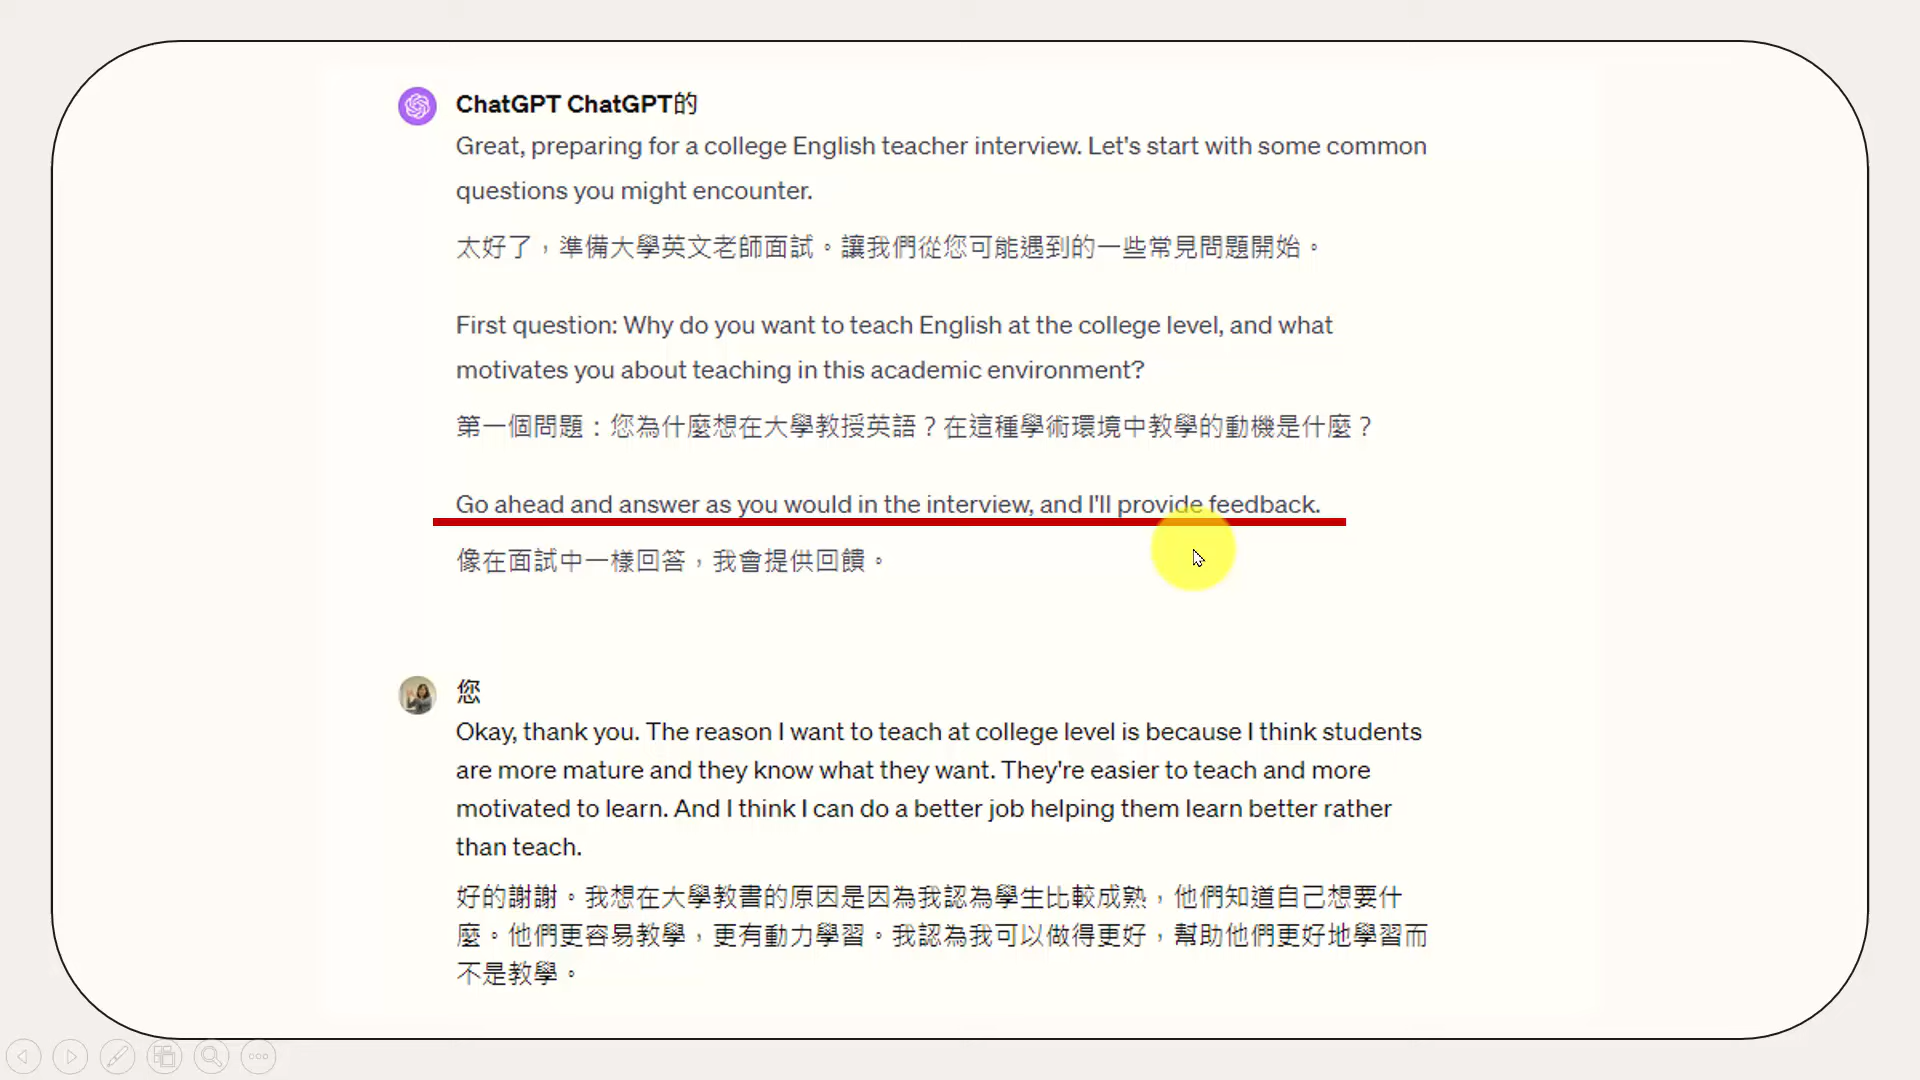 ChatGPT ChatGPT的
Great, preparing for a college English teacher interview. Let's start with some common
questions you might encounter.
太好了，準備大學英文老師面試。讓我們從您可能遇到的一些常見問題開始。
First question: Why do you want to teach English at the college level, and what
motivates you about teaching in this academic environment?
第一個問題：您為什麼想在大學教授英語？在這種學術環境中教學的動機是什麼？
Go ahead and answer as you would in the interview, and I'll provide feedback.
像在面試中一樣回答，我會提供回饋。
您
Okay, thank you. The reason I want to teach at college level is because I think students
are more mature and they know what they want. They're easier to teach and more
motivated to learn. And I think I can do a better job helping them learn better rather
than teach.
好的謝謝。我想在大學教書的原因是因為我認為學生比較成熟，他們知道自己想要什
麼。他們更容易教學，更有動力學習。我認為我可以做得更好，幫助他們更好地學習而
不是教學。